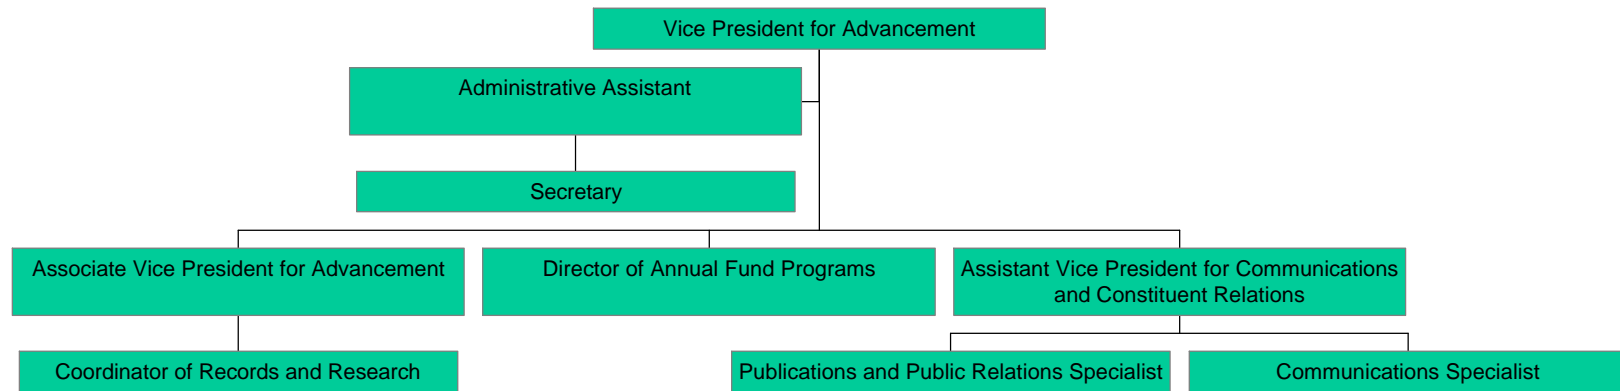 Vice President for Advancement
Administrative Assistant
Secretary
Associate Vice President for Advancement
Director of Annual Fund Programs
Assistant Vice President for Communications
and Constituent Relations
Coordinator of Records and Research
Publications and Public Relations Specialist
Communications Specialist